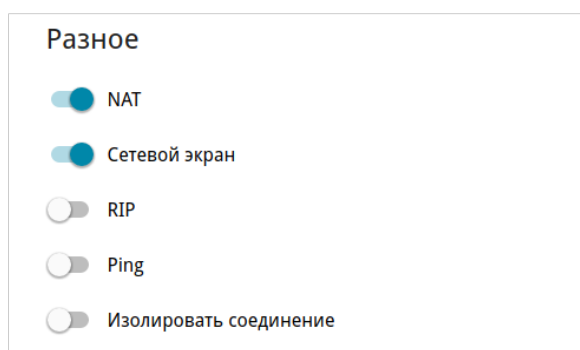 Разное
NAT
Сетевой экран
RIP
Ping
Изолировать соединение